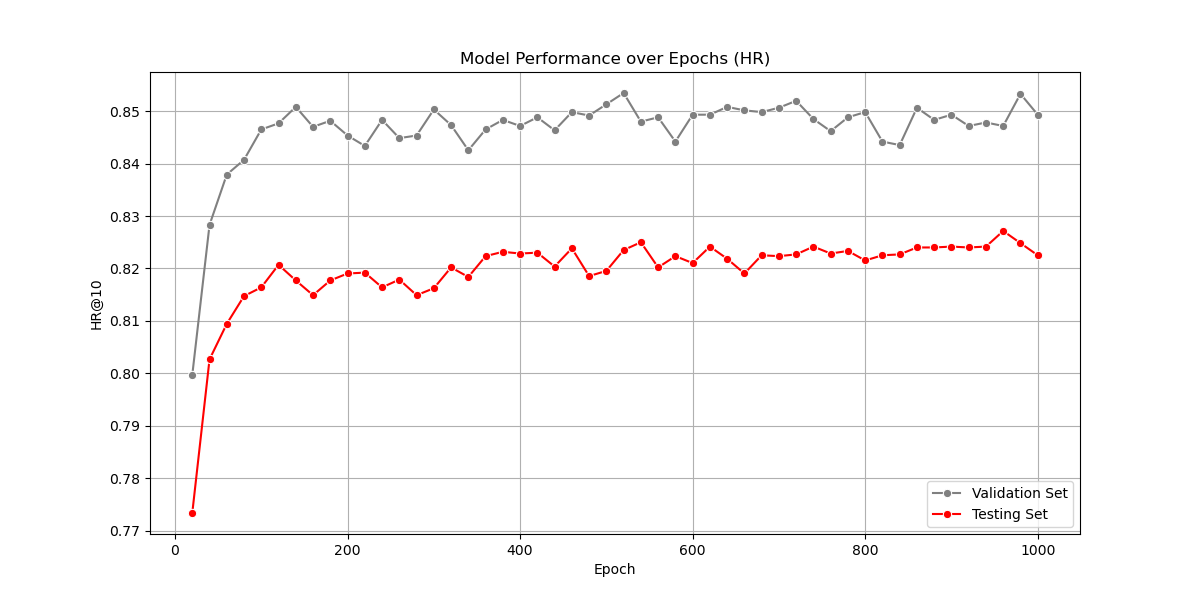 Model Performance over Epochs (HR)
HR@10
0.85
0.84
0.83
0.82
0.81
0.80
0.79
0.78
0.77
0 200 400 600 800 1000
Epoch
Validation Set
Testing Set